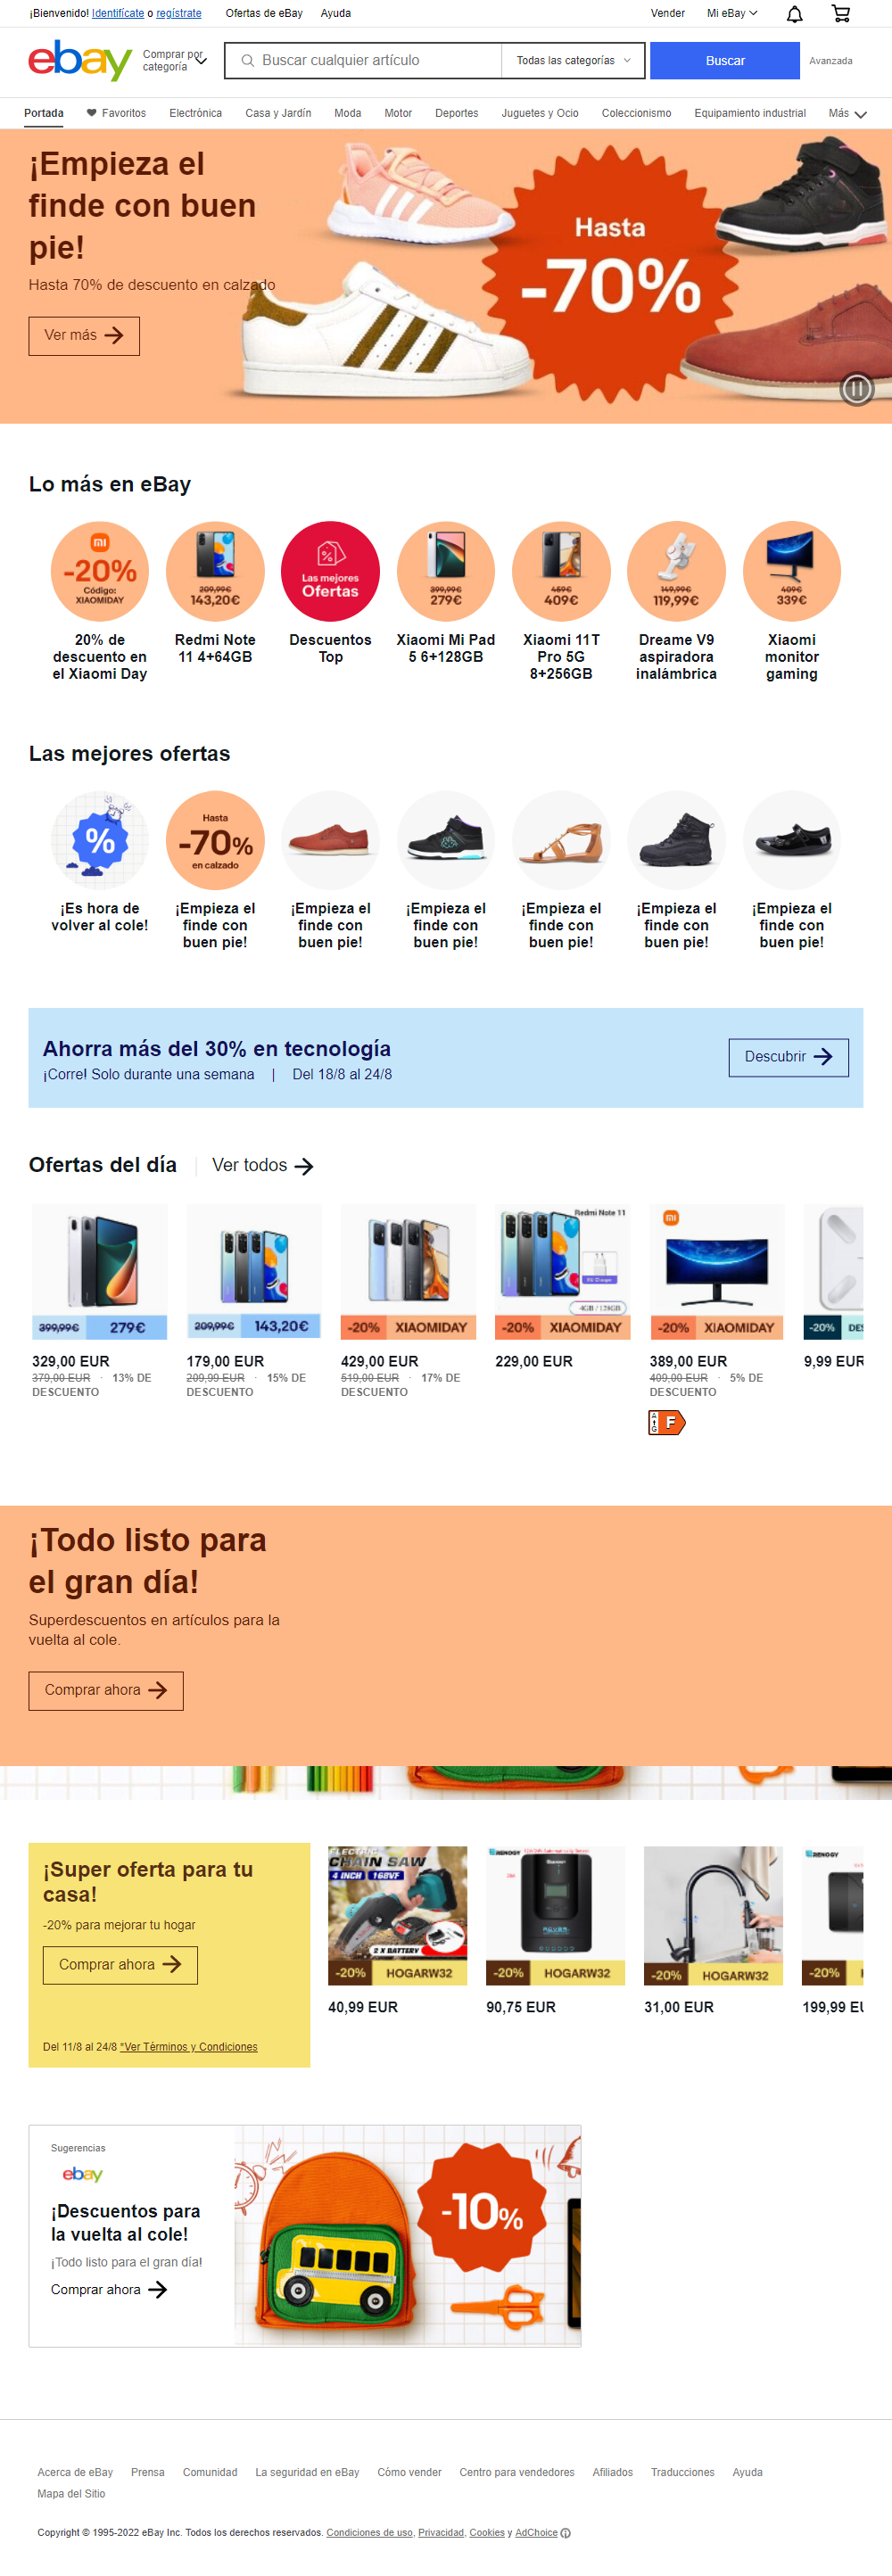 ¡Bienvenido! Identifícate o regístrate
Ofertas de eBay
Ayuda
Vender
Mi eBay
ebay
Comprar por
categoría
Buscar cualquier artículo
Todas las categorías
Buscar
Avanzada
Portada
Favoritos
Electrónica
Casa y Jardín
Moda
Motor
Deportes
Juguetes y Ocio
Coleccionismo
Equipamiento industrial
Más
¡Empieza el
finde con buen
pie!
Hasta 70% de descuento en calzado
Ver más
Hasta
-70%
Lo más en eBay
mi
-20%
Código:
XIAOMIDAY
209,99€
143,20€
%
Las mejores
Ofertas
399,99€
279€
459€
409€
149,99€
119,99€
409€
339€
20% de
descuento en
el Xiaomi Day
Redmi Note
11 4+64GB
Descuentos
Top
Xiaomi Mi Pad
5 6+128GB
Xiaomi 11T
Pro 5G
8+256GB
Dreame V9
aspiradora
inalámbrica
Xiaomi
monitor
gaming
Las mejores ofertas
%
Hasta
-70%
en calzado
¡Es hora de
volver al cole!
¡Empieza el
finde con
buen pie!
¡Empieza el
finde con
buen pie!
¡Empieza el
finde con
buen pie!
¡Empieza el
finde con
buen pie!
¡Empieza el
finde con
buen pie!
¡Empieza el
finde con
buen pie!
Ahorra más del 30% en tecnología
¡Corre! Solo durante una semana | Del 18/8 al 24/8
Descubrir
Ofertas del día
Ver todos
399,99€ 279€
209,99€ 143,20€
-20% XIAOMIDAY
Redmi Note 11
4GB / 128GB
-20% XIAOMIDAY
mi
-20% XIAOMIDAY
-20% DES
329,00 EUR
379,00 EUR · 13% DE
DESCUENTO
179,00 EUR
209,99 EUR · 15% DE
DESCUENTO
429,00 EUR
519,00 EUR · 17% DE
DESCUENTO
229,00 EUR
389,00 EUR
409,00 EUR · 5% DE
DESCUENTO
A
G
F
9,99 EUR
¡Todo listo para
el gran día!
Superdescuentos en artículos para la
vuelta al cole.
Comprar ahora
¡Super oferta para tu
casa!
-20% para mejorar tu hogar
Comprar ahora
Del 11/8 al 24/8 *Ver Términos y Condiciones
ELECTRIC
CHAIN SAW
4 INCH 168VF
2 X BATTERY
-20% HOGARW32
40,99 EUR
RENOGY
-20% HOGARW32
90,75 EUR
-20% HOGARW32
31,00 EUR
RENOGY
-20%
199,99 EU
Sugerencias
ebay
¡Descuentos para
la vuelta al cole!
¡Todo listo para el gran día!
Comprar ahora
-10%
Acerca de eBay
Prensa
Comunidad
La seguridad en eBay
Cómo vender
Centro para vendedores
Afiliados
Traducciones
Ayuda
Mapa del Sitio
Copyright © 1995-2022 eBay Inc. Todos los derechos reservados. Condiciones de uso, Privacidad, Cookies y AdChoice